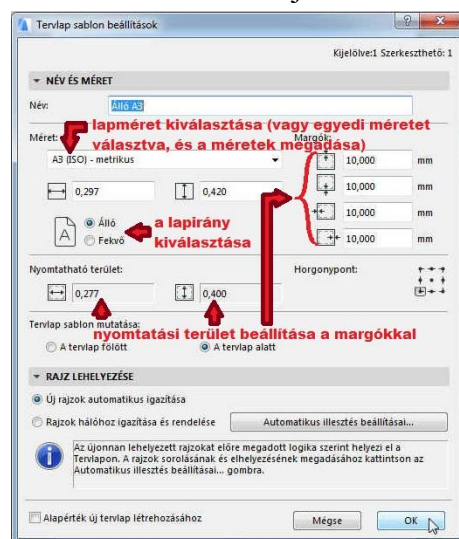 Tervlap sablon beállítások
Kijelölve:1 Szerkeszthető: 1
NÉV ÉS MÉRET
Név:
Álló A3
lapméret kiválasztása (vagy egyedi méretet
Méret:
választva, és a méretek megadása)
Margók:
A3 (ISO) - metrikus
10,000 mm
0,297
0,420
10,000 mm
10,000 mm
10,000 mm
A
Álló
Fekvő
a lapirány
kiválasztása
Nyomtatható terület:
Horgonypont:
0,277
0,400
nyomtatási terület beállítása a margókkal
Tervlap sablon mutatása:
A tervlap fölött
A tervlap alatt
RAJZ LEHELYEZÉSE
Új rajzok automatikus igazítása
Rajzok hálóhoz igazítása és rendelése
Automatikus illesztés beállításai...
Az újonnan lehelyezett rajzokat előre megadott logika szerint helyezi el a
Tervlapon. A rajzok sorolásának és elhelyezésének megadásához kattintson az
Automatikus illesztés beállításai... gombra.
Alapérték új tervlap létrehozásához
Mégse
OK